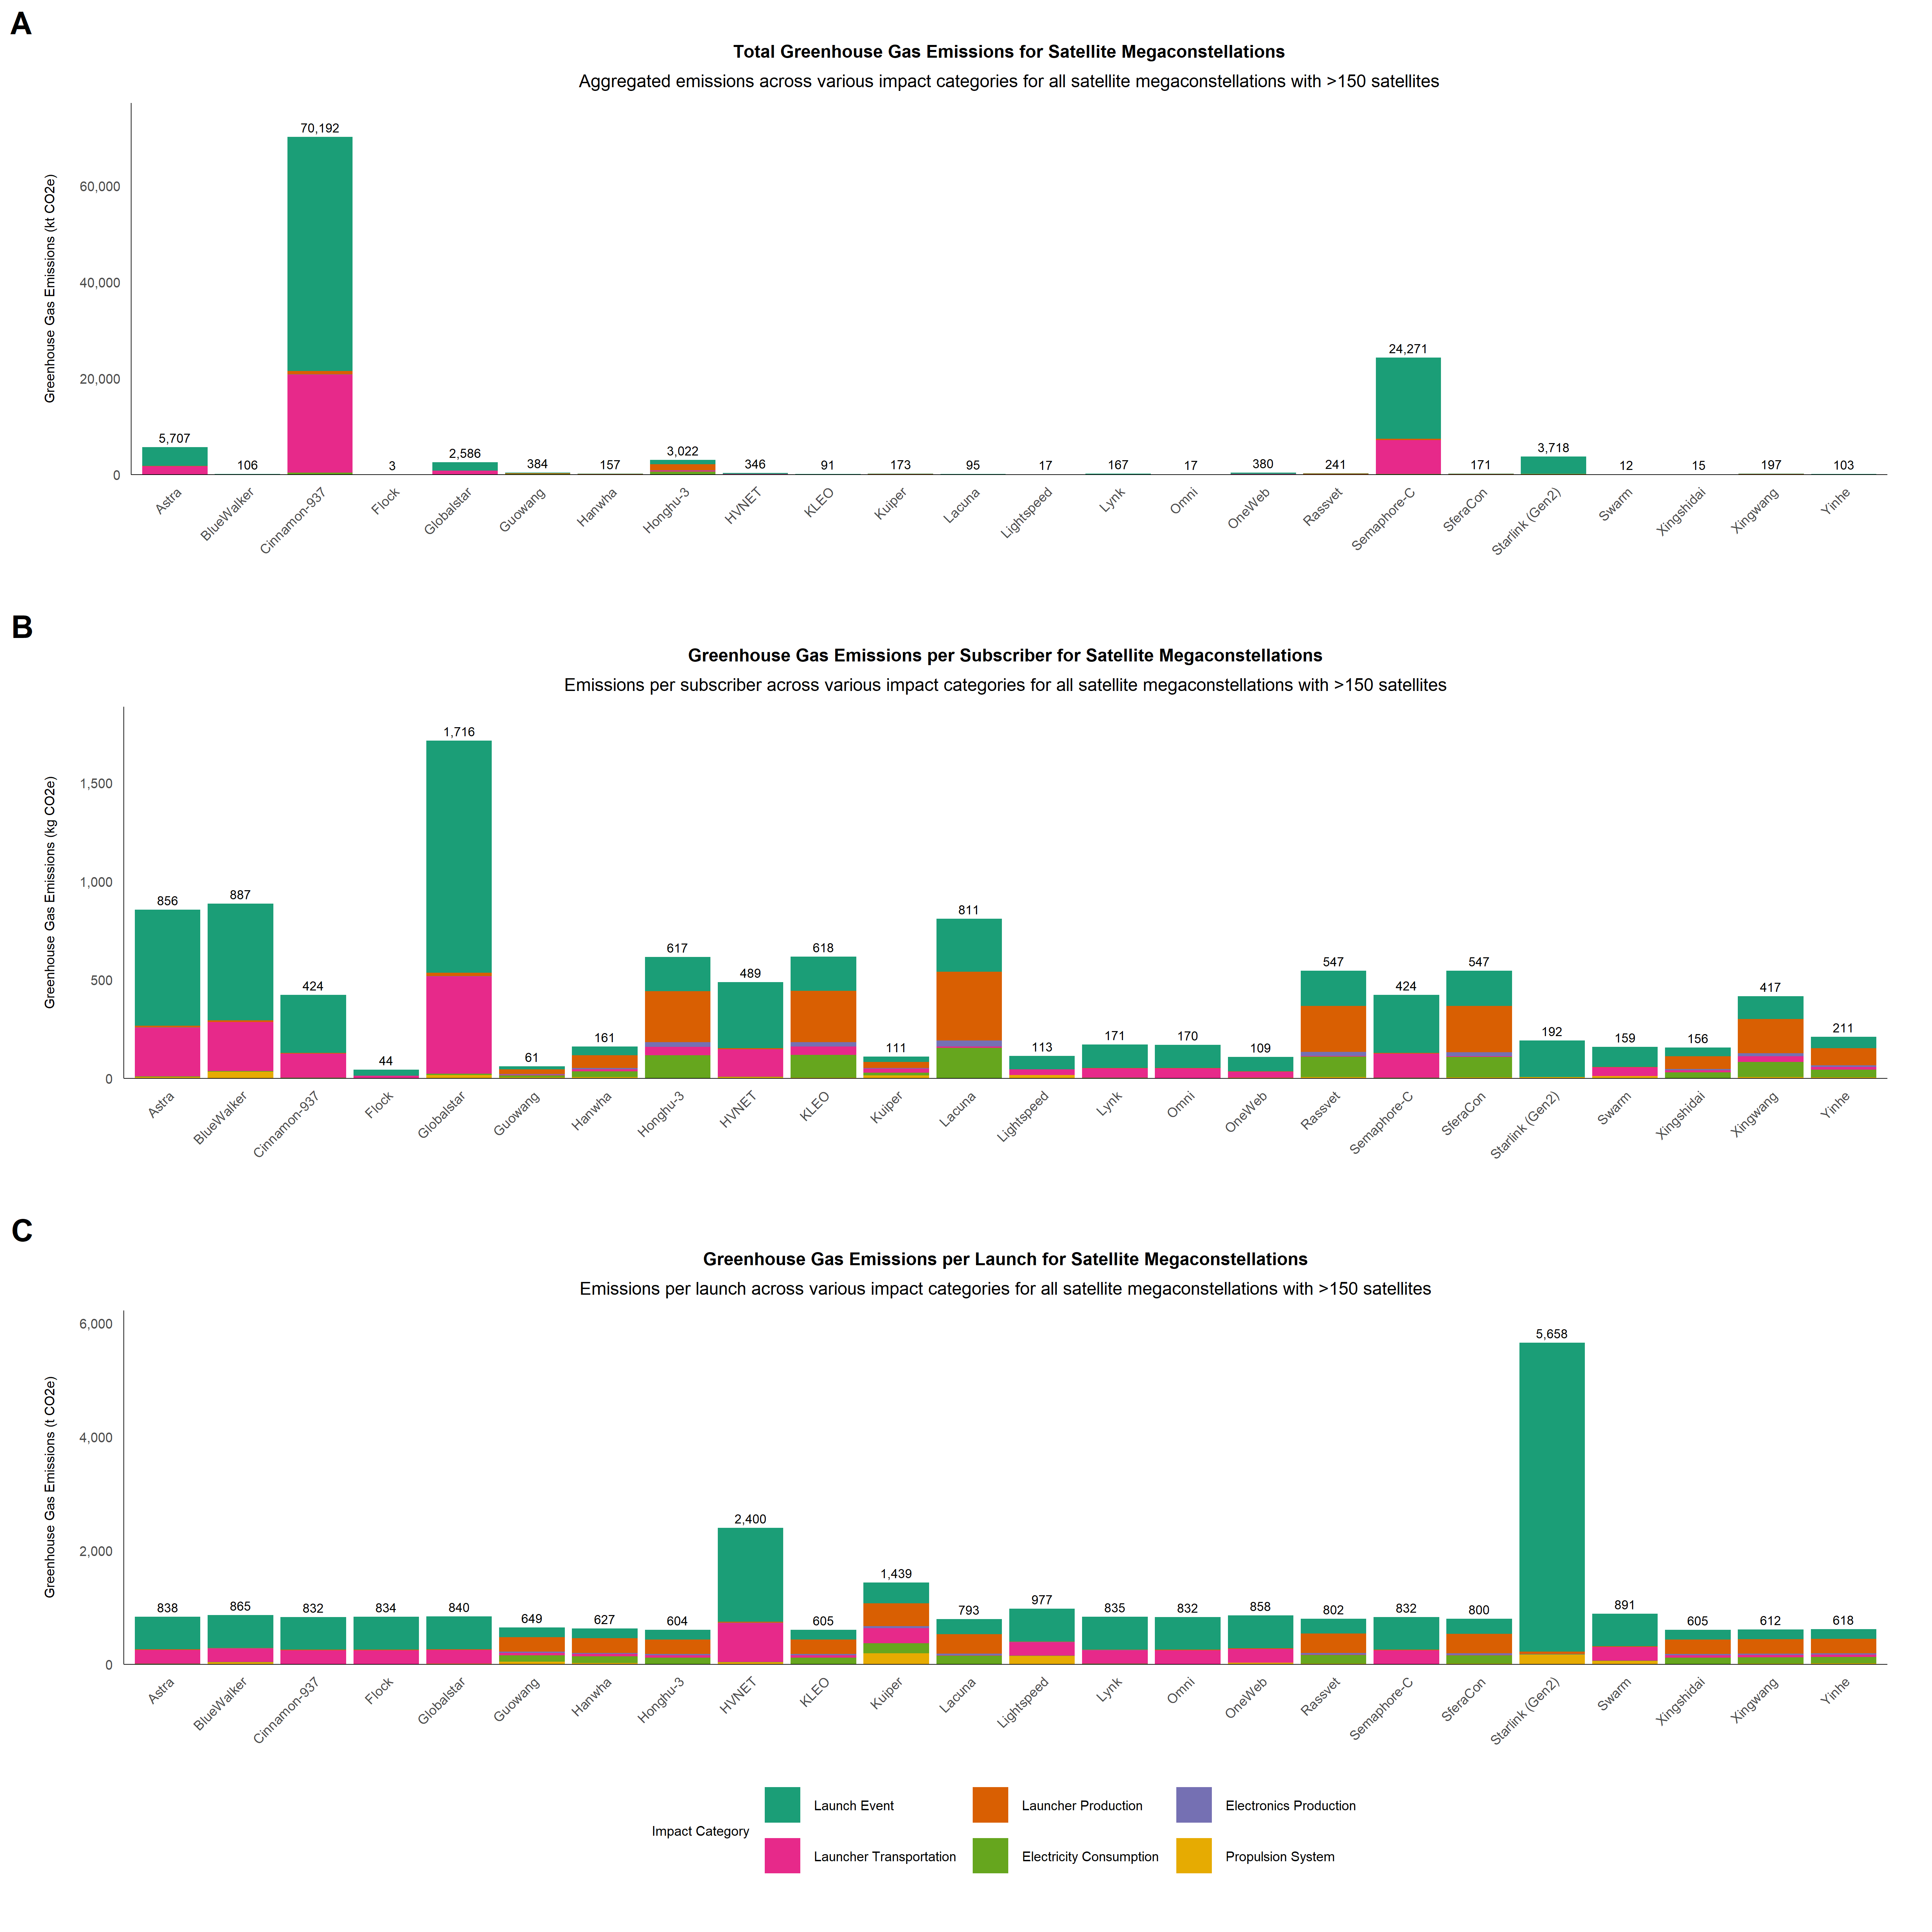 A
Total Greenhouse Gas Emissions for Satellite Megaconstellations
Aggregated emissions across various impact categories for all satellite megaconstellations with >150 satellites
Greenhouse Gas Emissions (kt CO2e)
60,000
40,000
20,000
0
5,707
106
70,192
3
2,586
384
157
3,022
346
91
173
95
17
167
17
380
241
24,271
171
3,718
12
15
197
103
Astra
BlueWalker
Cinnamon-937
Flock
Globalstar
Guowang
Hanwha
Honghu-3
HVNET
KLEO
Kuiper
Lacuna
Lightspeed
Lynk
Omni
OneWeb
Rassvet
Semaphore-C
SferaCon
Starlink (Gen2)
Swarm
Xingshidai
Xingwang
Yinhe
B
Greenhouse Gas Emissions per Subscriber for Satellite Megaconstellations
Emissions per subscriber across various impact categories for all satellite megaconstellations with >150 satellites
Greenhouse Gas Emissions (kg CO2e)
1,500
1,000
500
0
856
887
424
44
1,716
61
161
617
489
618
111
811
113
171
170
109
547
424
547
192
159
156
417
211
Astra
BlueWalker
Cinnamon-937
Flock
Globalstar
Guowang
Hanwha
Honghu-3
HVNET
KLEO
Kuiper
Lacuna
Lightspeed
Lynk
Omni
OneWeb
Rassvet
Semaphore-C
SferaCon
Starlink (Gen2)
Swarm
Xingshidai
Xingwang
Yinhe
C
Greenhouse Gas Emissions per Launch for Satellite Megaconstellations
Emissions per launch across various impact categories for all satellite megaconstellations with >150 satellites
Greenhouse Gas Emissions (t CO2e)
6,000
4,000
2,000
0
838
865
832
834
840
649
627
604
2,400
605
1,439
793
977
835
832
858
802
832
800
5,658
891
605
612
618
Astra
BlueWalker
Cinnamon-937
Flock
Globalstar
Guowang
Hanwha
Honghu-3
HVNET
KLEO
Kuiper
Lacuna
Lightspeed
Lynk
Omni
OneWeb
Rassvet
Semaphore-C
SferaCon
Starlink (Gen2)
Swarm
Xingshidai
Xingwang
Yinhe
Impact Category
Launch Event
Launcher Production
Electronics Production
Launcher Transportation
Electricity Consumption
Propulsion System